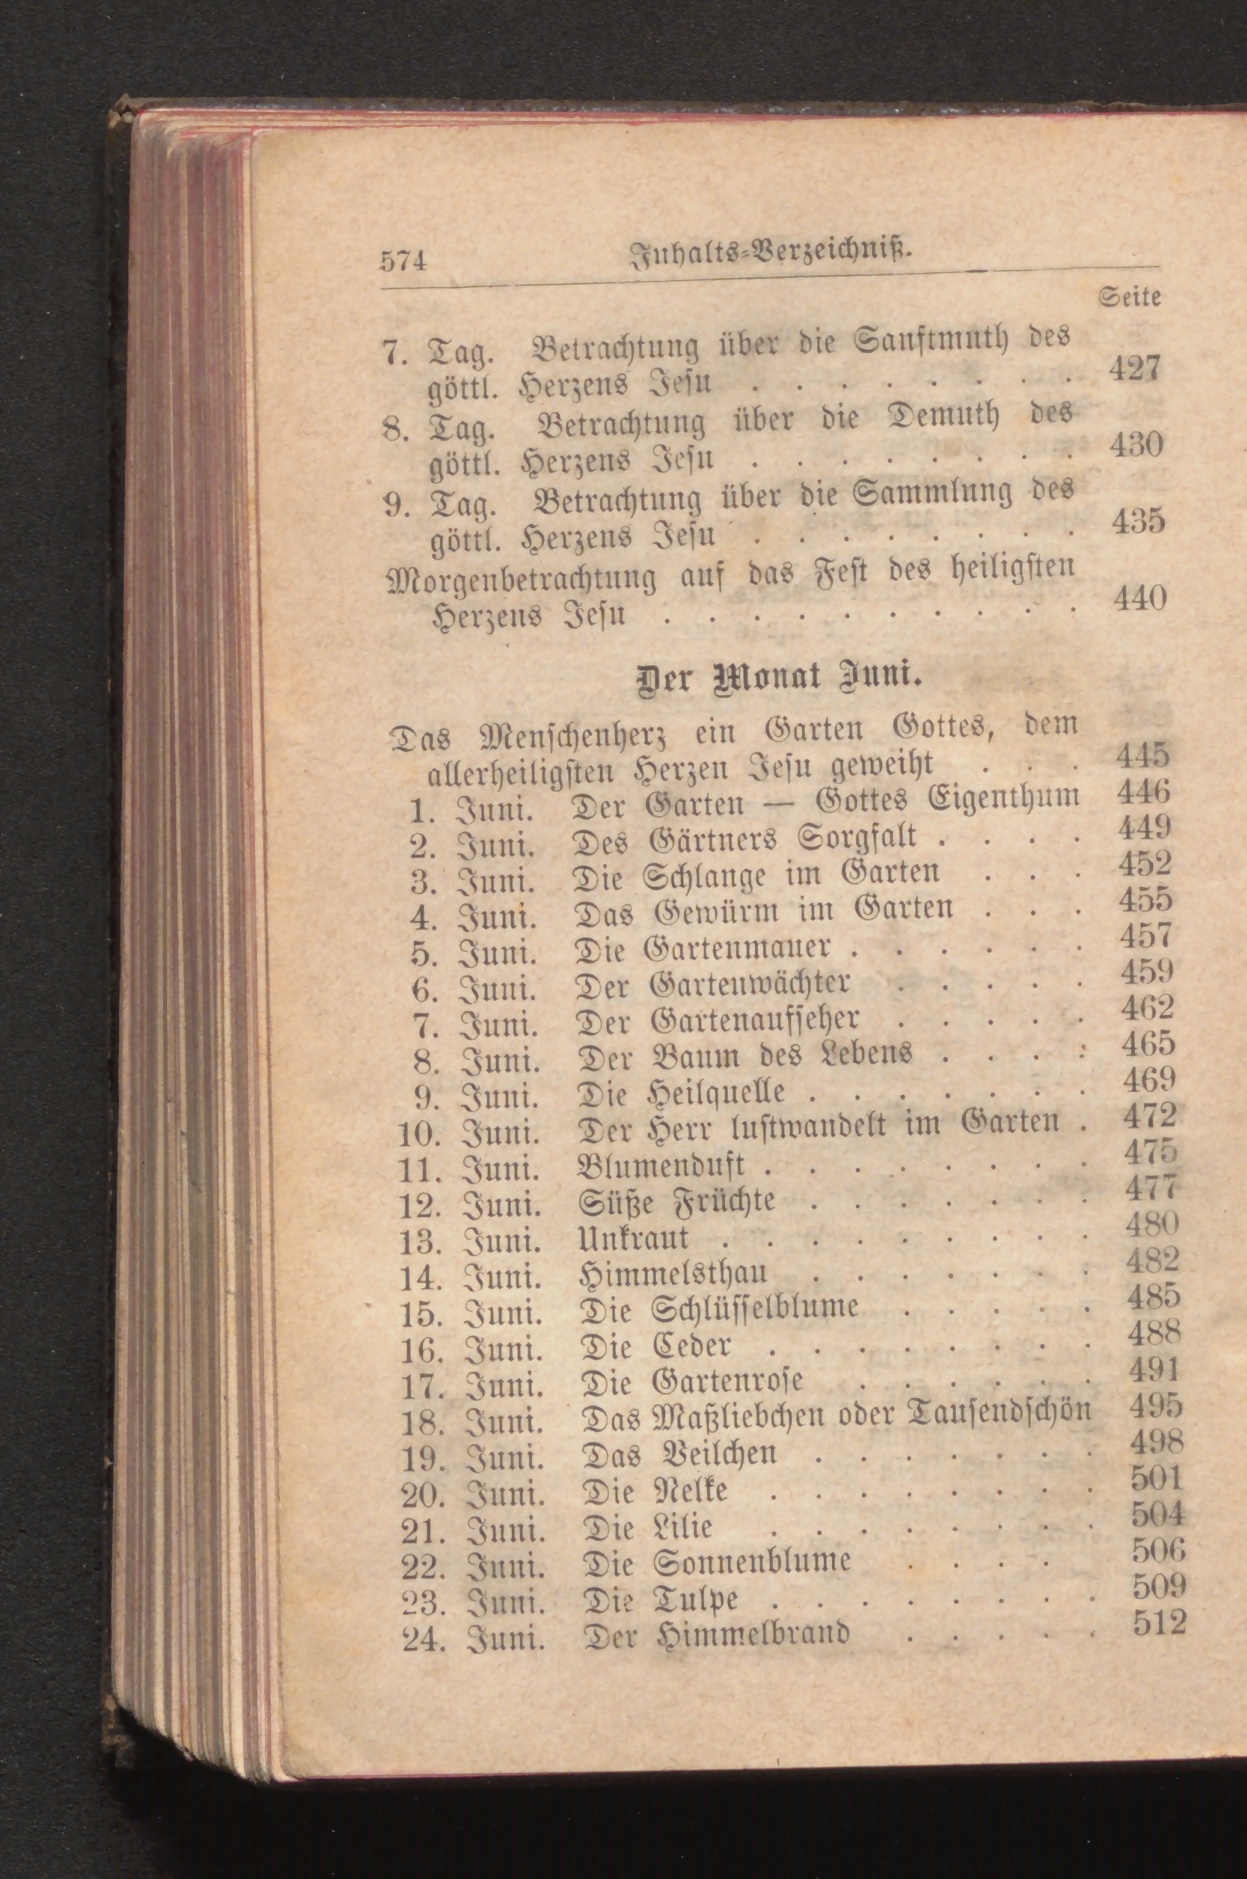 574 Inhalts-Verzeichniß.
Seite
7. Tag. Betrachtung über die Sanftmuth des
göttl. Herzens Jesu . . . . . . . . 427
8. Tag. Betrachtung über die Demuth des
göttl. Herzens Jesu . . . . . . . . 430
9. Tag. Betrachtung über die Sammlung des
göttl. Herzens Jesu . . . . . . . . 435
Morgenbetrachtung auf das Fest des heiligsten
Herzens Jesu . . . . . . . . . . 440
Der Monat Juni.
Das Menschenherz ein Garten Gottes, dem
allerheiligsten Herzen Jesu geweiht . . . 445
1. Juni. Der Garten — Gottes Eigenthum 446
2. Juni. Des Gärtners Sorgfalt . . . . 449
3. Juni. Die Schlange im Garten . . . 452
4. Juni. Das Gewürm im Garten . . . 455
5. Juni. Die Gartenmauer . . . . . . 457
6. Juni. Der Gartenwächter . . . . . 459
7. Juni. Der Gartenaufseher . . . . . 462
8. Juni. Der Baum des Lebens . . . . 465
9. Juni. Die Heilquelle . . . . . . . 469
10. Juni. Der Herr lustwandelt im Garten . 472
11. Juni. Blumenduft . . . . . . . . 475
12. Juni. Süße Früchte . . . . . . . 477
13. Juni. Unkraut . . . . . . . . . 480
14. Juni. Himmelsthau . . . . . . . 482
15. Juni. Die Schlüsselblume . . . . . 485
16. Juni. Die Ceder . . . . . . . . 488
17. Juni. Die Gartenrose . . . . . . 491
18. Juni. Das Maßliebchen oder Tausendschön 495
19. Juni. Das Veilchen . . . . . . . 498
20. Juni. Die Nelke . . . . . . . . 501
21. Juni. Die Lilie . . . . . . . . 504
22. Juni. Die Sonnenblume . . . . 506
23. Juni. Die Tulpe . . . . . . . . 509
24. Juni. Der Himmelbrand . . . . . 512